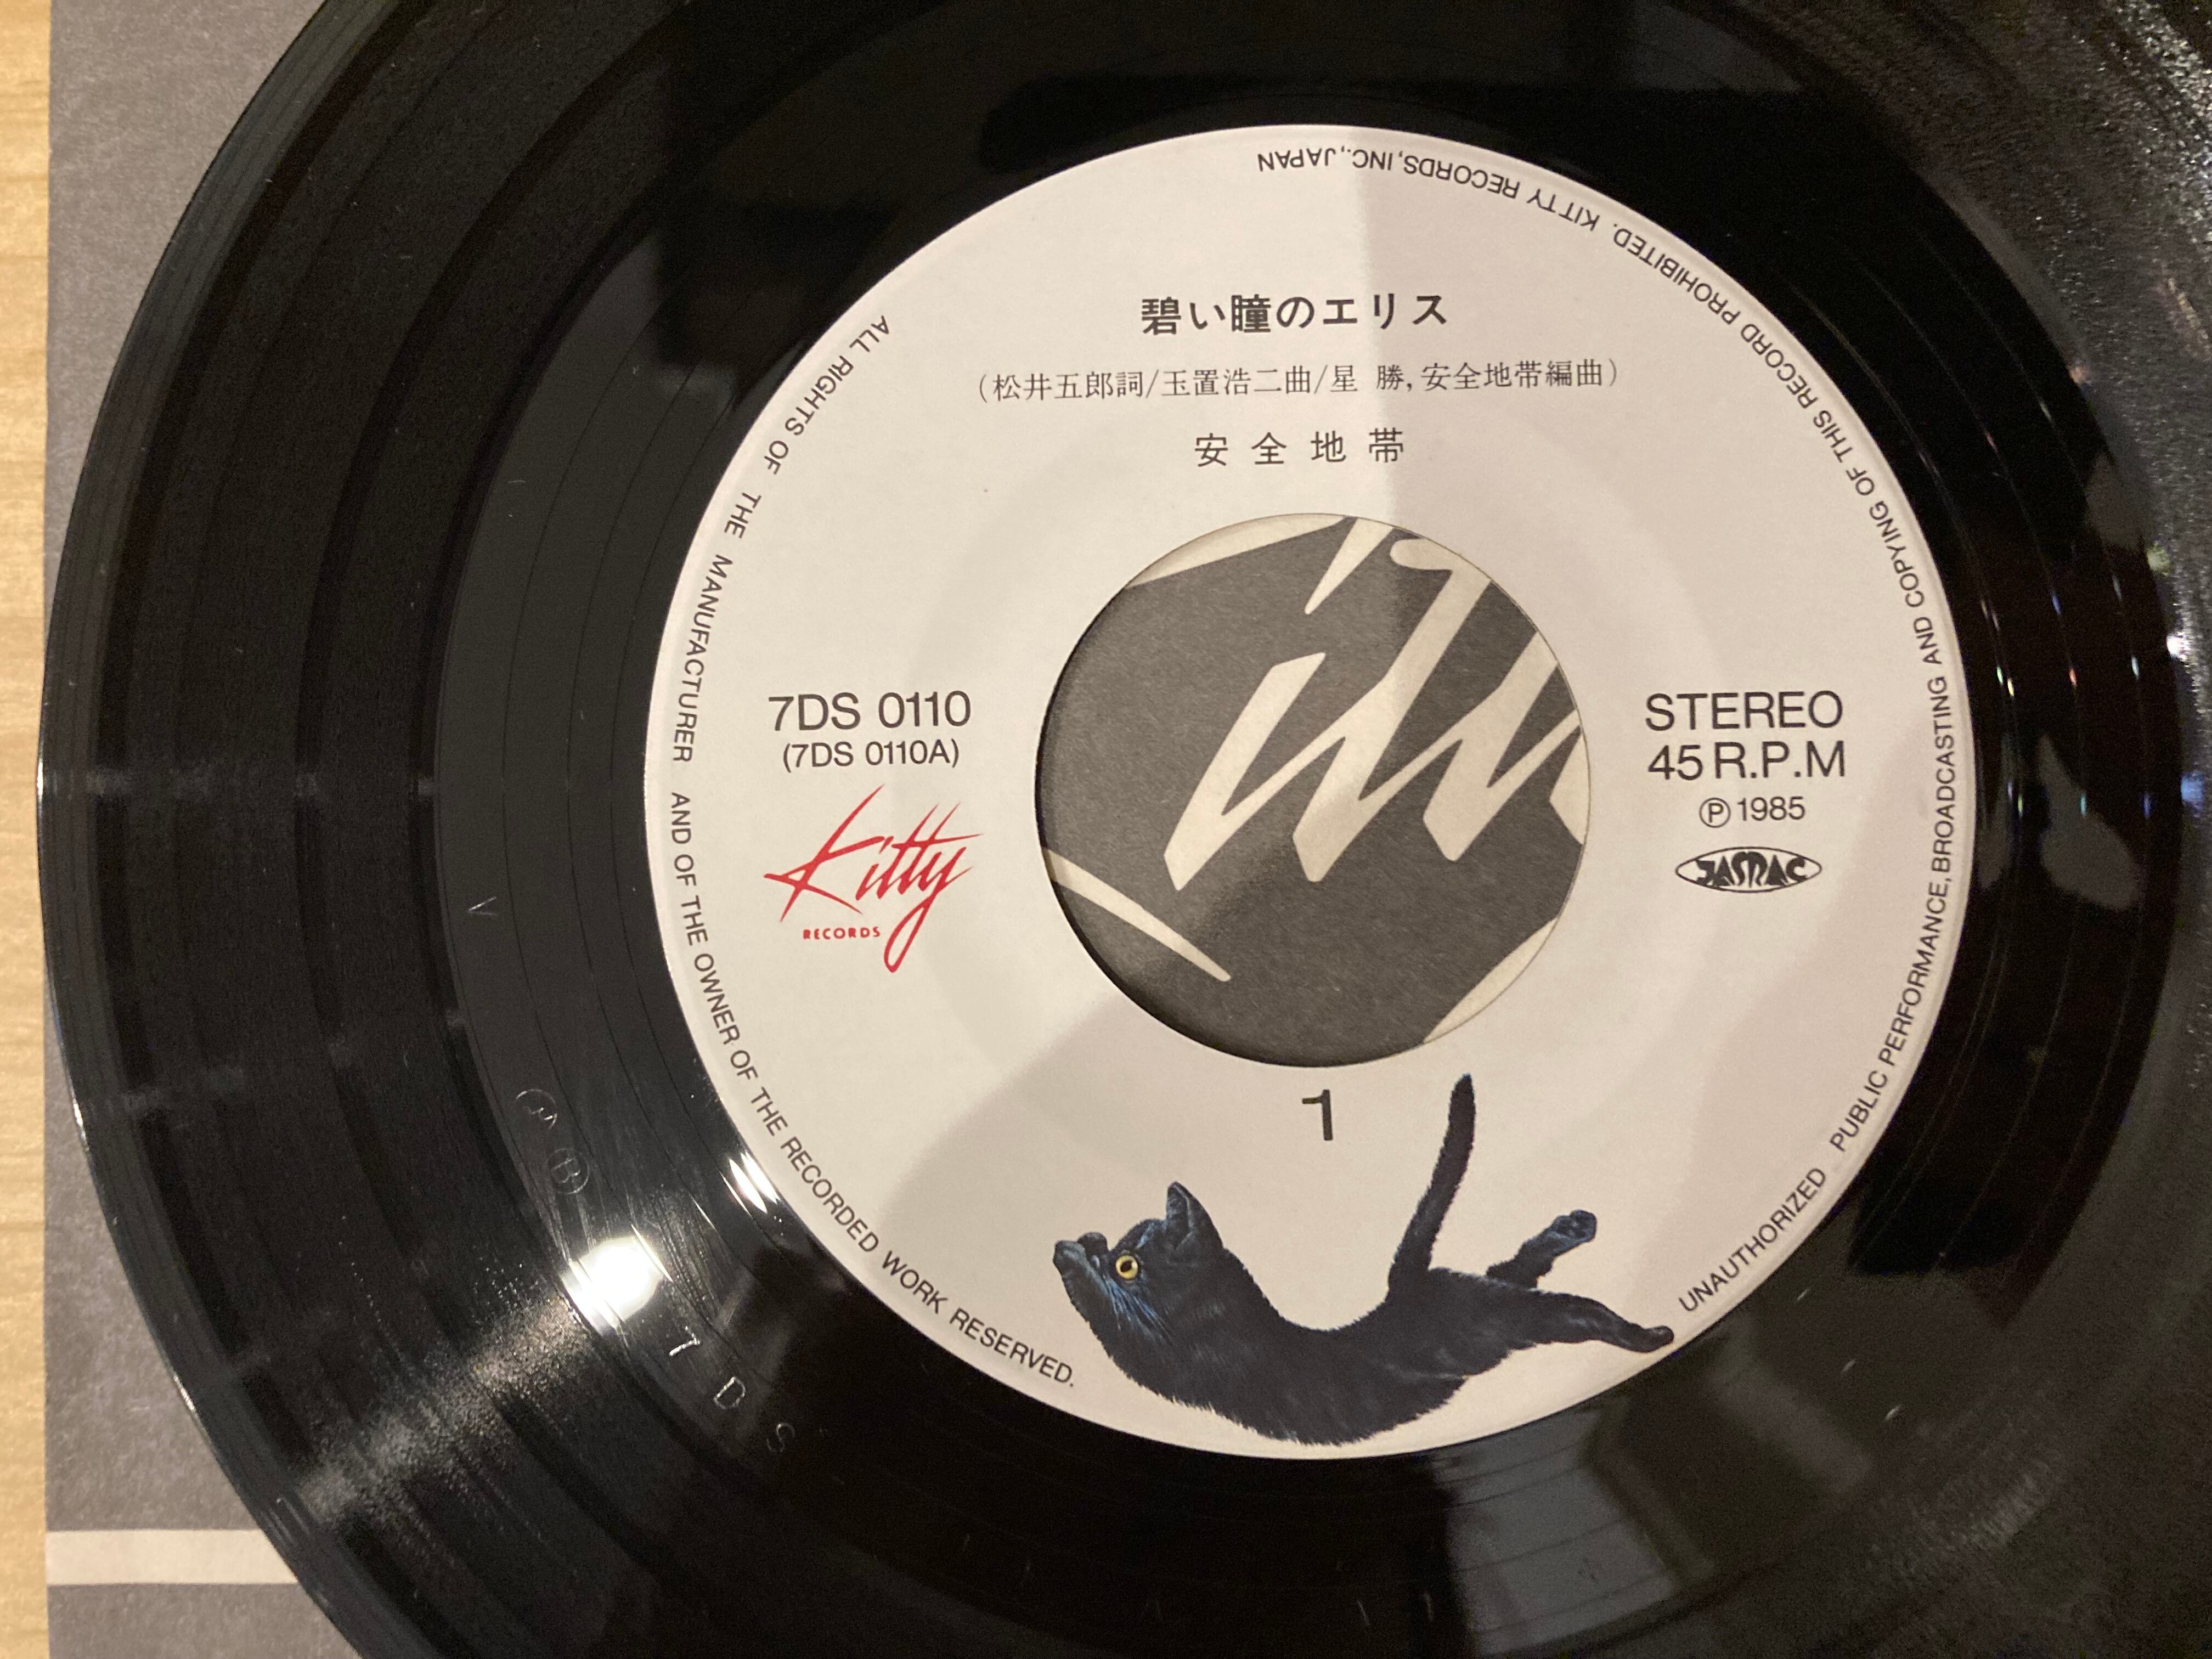 碧い瞳のエリス
(松井五郎詞/玉置浩二曲/星 勝,安全地帯編曲)
安全地帯
7DS 0110
(7DS 0110A)
Kitty
RECORDS
STEREO
45 R.P.M
Ⓟ 1985
JASRAC
1
ALL RIGHTS OF THE MANUFACTURER AND OF THE OWNER OF THE RECORDED WORK RESERVED.
UNAUTHORIZED PUBLIC PERFORMANCE, BROADCASTING AND COPYING OF THIS RECORD PROHIBITED. KITTY RECORDS, INC., JAPAN
7DS